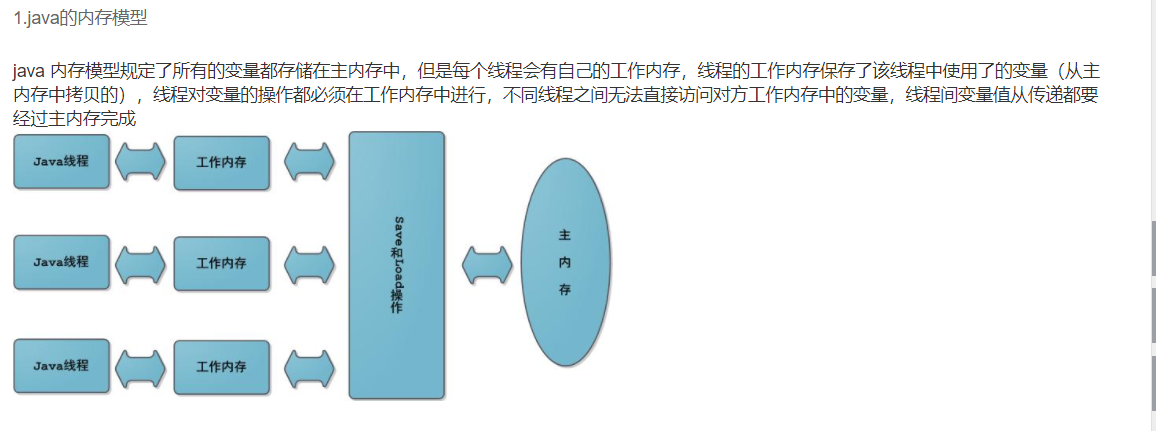 1.java的内存模型
java 内存模型规定了所有的变量都存储在主内存中，但是每个线程会有自己的工作内存，线程的工作内存保存了该线程中使用了的变量（从主
内存中拷贝的），线程对变量的操作都必须在工作内存中进行，不同线程之间无法直接访问对方工作内存中的变量，线程间变量值从传递都要
经过主内存完成
Java线程
工作内存
Java线程
工作内存
Java线程
工作内存
Save和Load操作
主内存